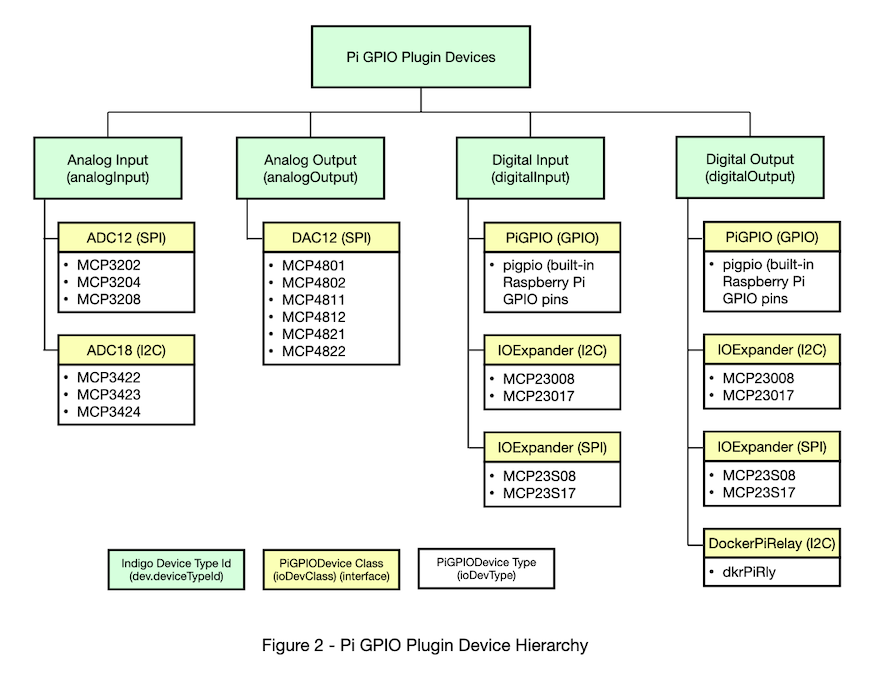 Pi GPIO Plugin Devices
Analog Input
(analogInput)
ADC12 (SPI)
• MCP3202
• MCP3204
• MCP3208
ADC18 (I2C)
• MCP3422
• MCP3423
• MCP3424
Analog Output
(analogOutput)
DAC12 (SPI)
• MCP4801
• MCP4802
• MCP4811
• MCP4812
• MCP4821
• MCP4822
Digital Input
(digitalInput)
PiGPIO (GPIO)
• pigpio (built-in
Raspberry Pi
GPIO pins
IOExpander (I2C)
• MCP23008
• MCP23017
IOExpander (SPI)
• MCP23S08
• MCP23S17
Digital Output
(digitalOutput)
PiGPIO (GPIO)
• pigpio (built-in
Raspberry Pi
GPIO pins
IOExpander (I2C)
• MCP23008
• MCP23017
IOExpander (SPI)
• MCP23S08
• MCP23S17
DockerPiRelay (I2C)
• dkrPiRly
Indigo Device Type Id
(dev.deviceTypeId)
PiGPIODevice Class
(ioDevClass) (interface)
PiGPIODevice Type
(ioDevType)
Figure 2 - Pi GPIO Plugin Device Hierarchy